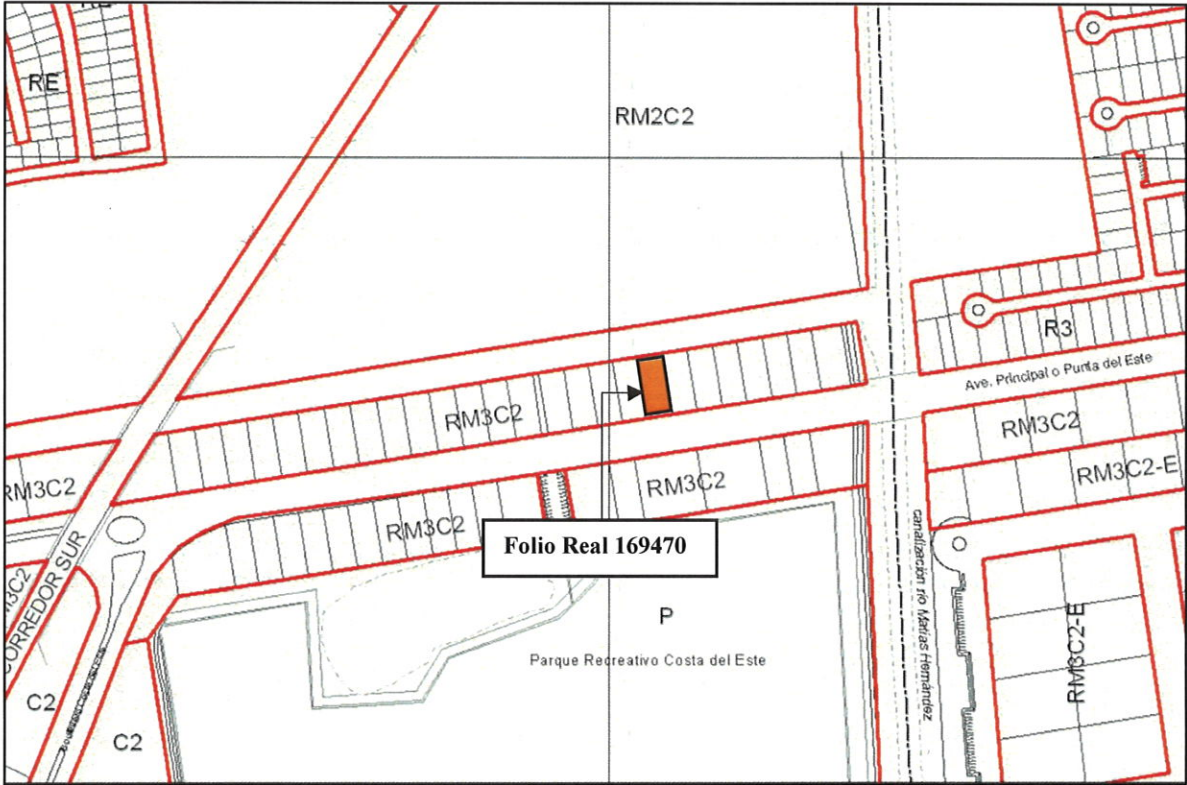 RE
RM2C2
R3
Ave. Principal o Punta del Este
RM3C2
RM3C2
RM3C2
RM3C2-E
RM3C2
RM3C2
RM3C2
Folio Real 169470
canalización río Matías Hernández
CORREDOR SUR
P
Parque Recreativo Costa del Este
RM3C2-E
C2
C2